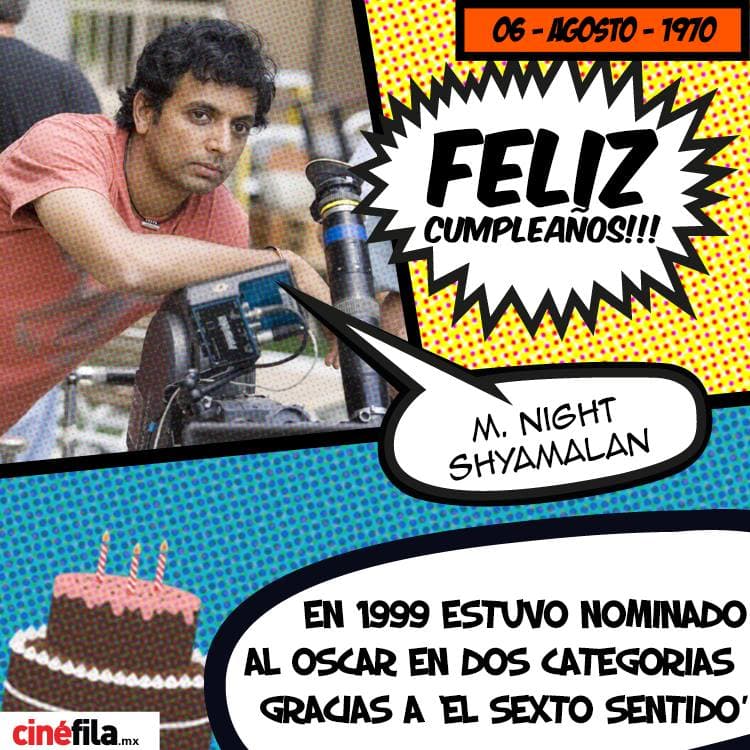 06 - AGOSTO - 1970
FELIZ
CUMPLEAÑOS!!!
M. NIGHT
SHYAMALAN
EN 1999 ESTUVO NOMINADO
AL OSCAR EN DOS CATEGORIAS
GRACIAS A 'EL SEXTO SENTIDO'
cinéfila.mx